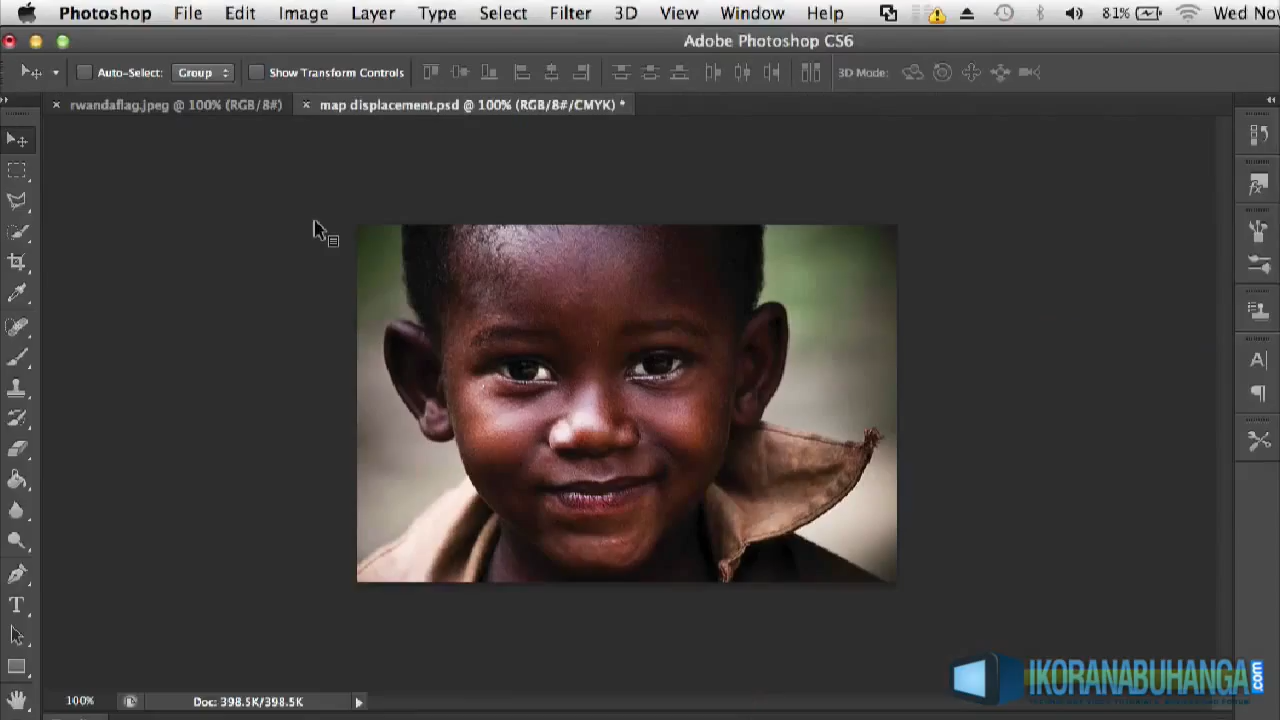 Photoshop File Edit Image Layer Type Select Filter 3D View Window Help 81% Wed No
Adobe Photoshop CS6
Auto-Select: Group Show Transform Controls 3D Mode:
rwandaflag.jpeg @ 100% (RGB/8#) map displacement.psd @ 100% (RGB/8#/CMYK) *
IKORANABUHANGA.com
100% Doc: 398.5K/398.5K